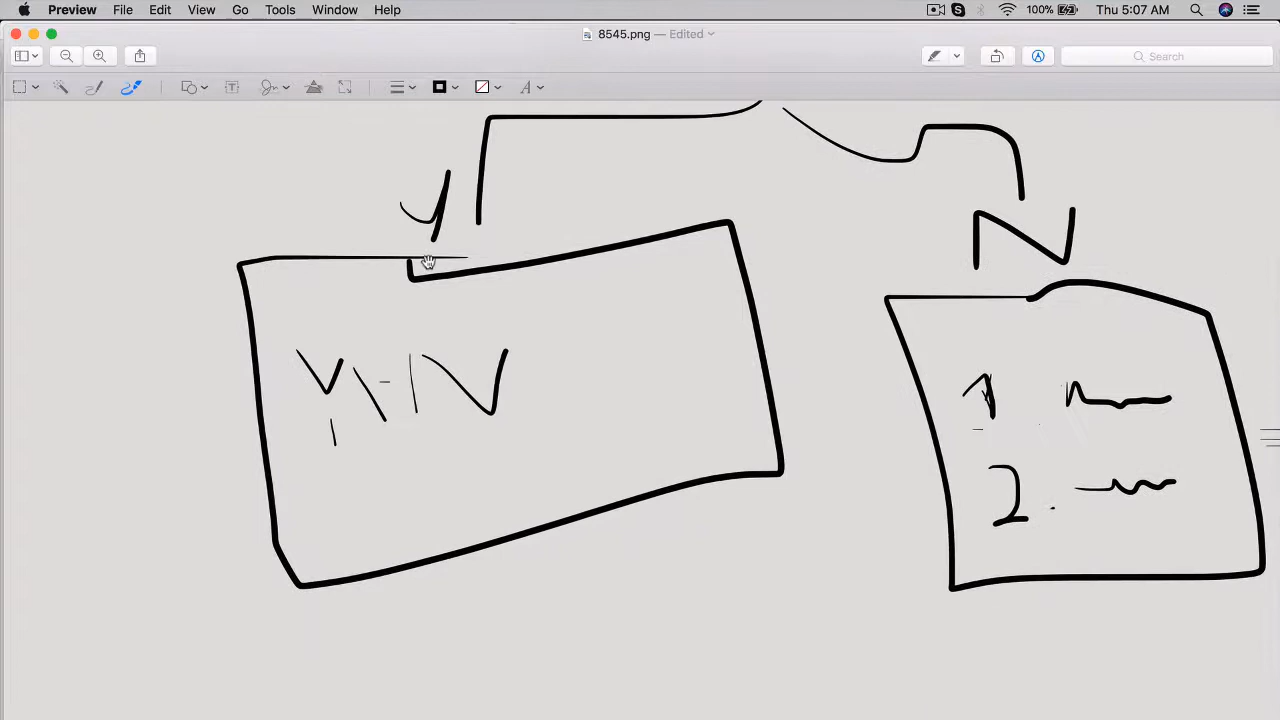 Preview File Edit View Go Tools Window Help 100% Thu 5:07 AM
8545.png — Edited
Search
Y
N
1
2.